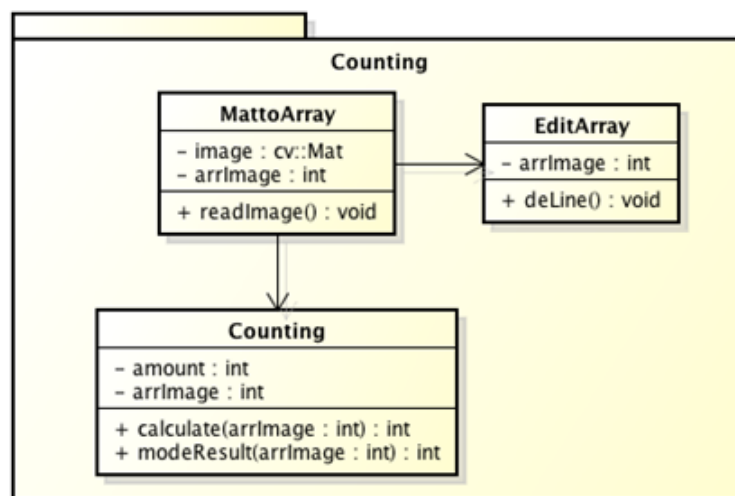 Counting
MattoArray
- image : cv::Mat
- arrImage : int
+ readImage() : void
EditArray
- arrImage : int
+ deLine() : void
Counting
- amount : int
- arrImage : int
+ calculate(arrImage : int) : int
+ modeResult(arrImage : int) : int